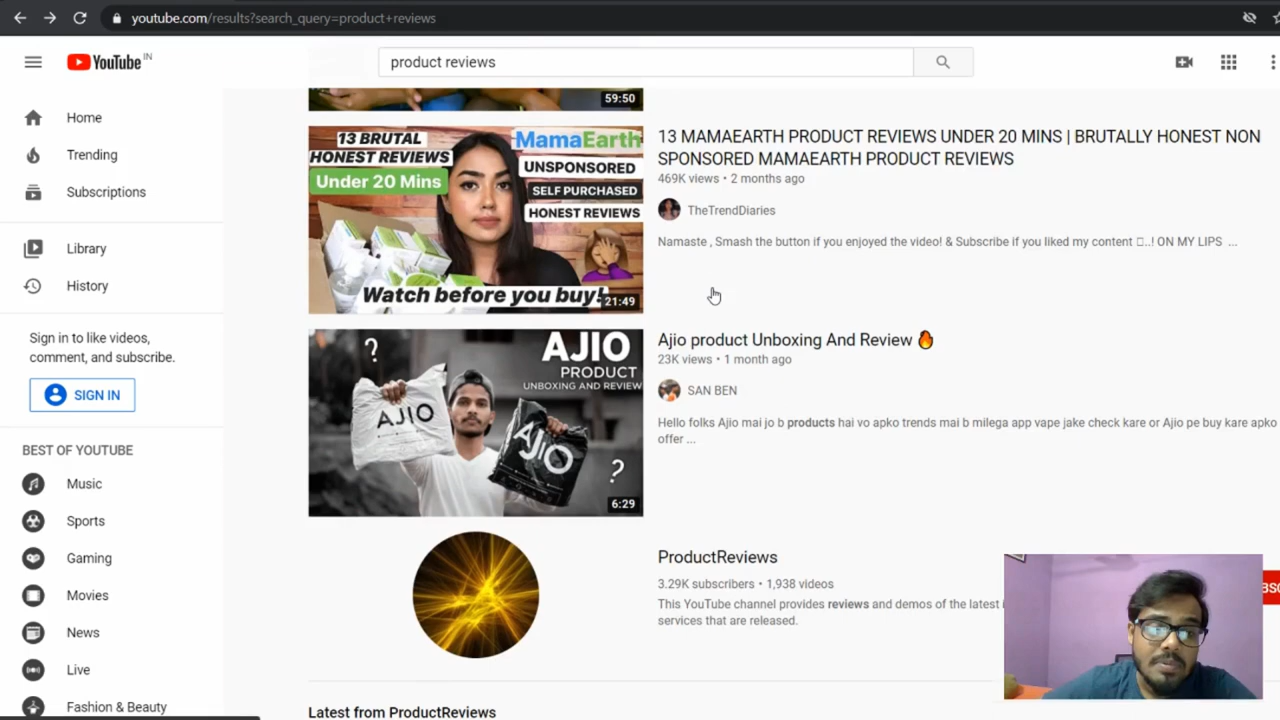 youtube.com/results?search_query=product+reviews
YouTube IN
product reviews
Home
Trending
Subscriptions
Library
History
Sign in to like videos,
comment, and subscribe.
SIGN IN
BEST OF YOUTUBE
Music
Sports
Gaming
Movies
News
Live
Fashion & Beauty
59:50
13 BRUTAL
HONEST REVIEWS
Under 20 Mins
MamaEarth
UNSPONSORED
SELF PURCHASED
HONEST REVIEWS
Watch before you buy!
21:49
13 MAMAEARTH PRODUCT REVIEWS UNDER 20 MINS | BRUTALLY HONEST NON
SPONSORED MAMAEARTH PRODUCT REVIEWS
469K views • 2 months ago
TheTrendDiaries
Namaste , Smash the button if you enjoyed the video! & Subscribe if you liked my content □..! ON MY LIPS ...
?
AJIO
PRODUCT
UNBOXING AND REVIEW
AJIO
AJIO
?
6:29
Ajio product Unboxing And Review 🔥
23K views • 1 month ago
SAN BEN
Hello folks Ajio mai jo b products hai vo apko trends mai b milega app vape jake check kare or Ajio pe buy kare apko
offer ...
ProductReviews
3.29K subscribers • 1,938 videos
This YouTube channel provides reviews and demos of the latest
services that are released.
Latest from ProductReviews